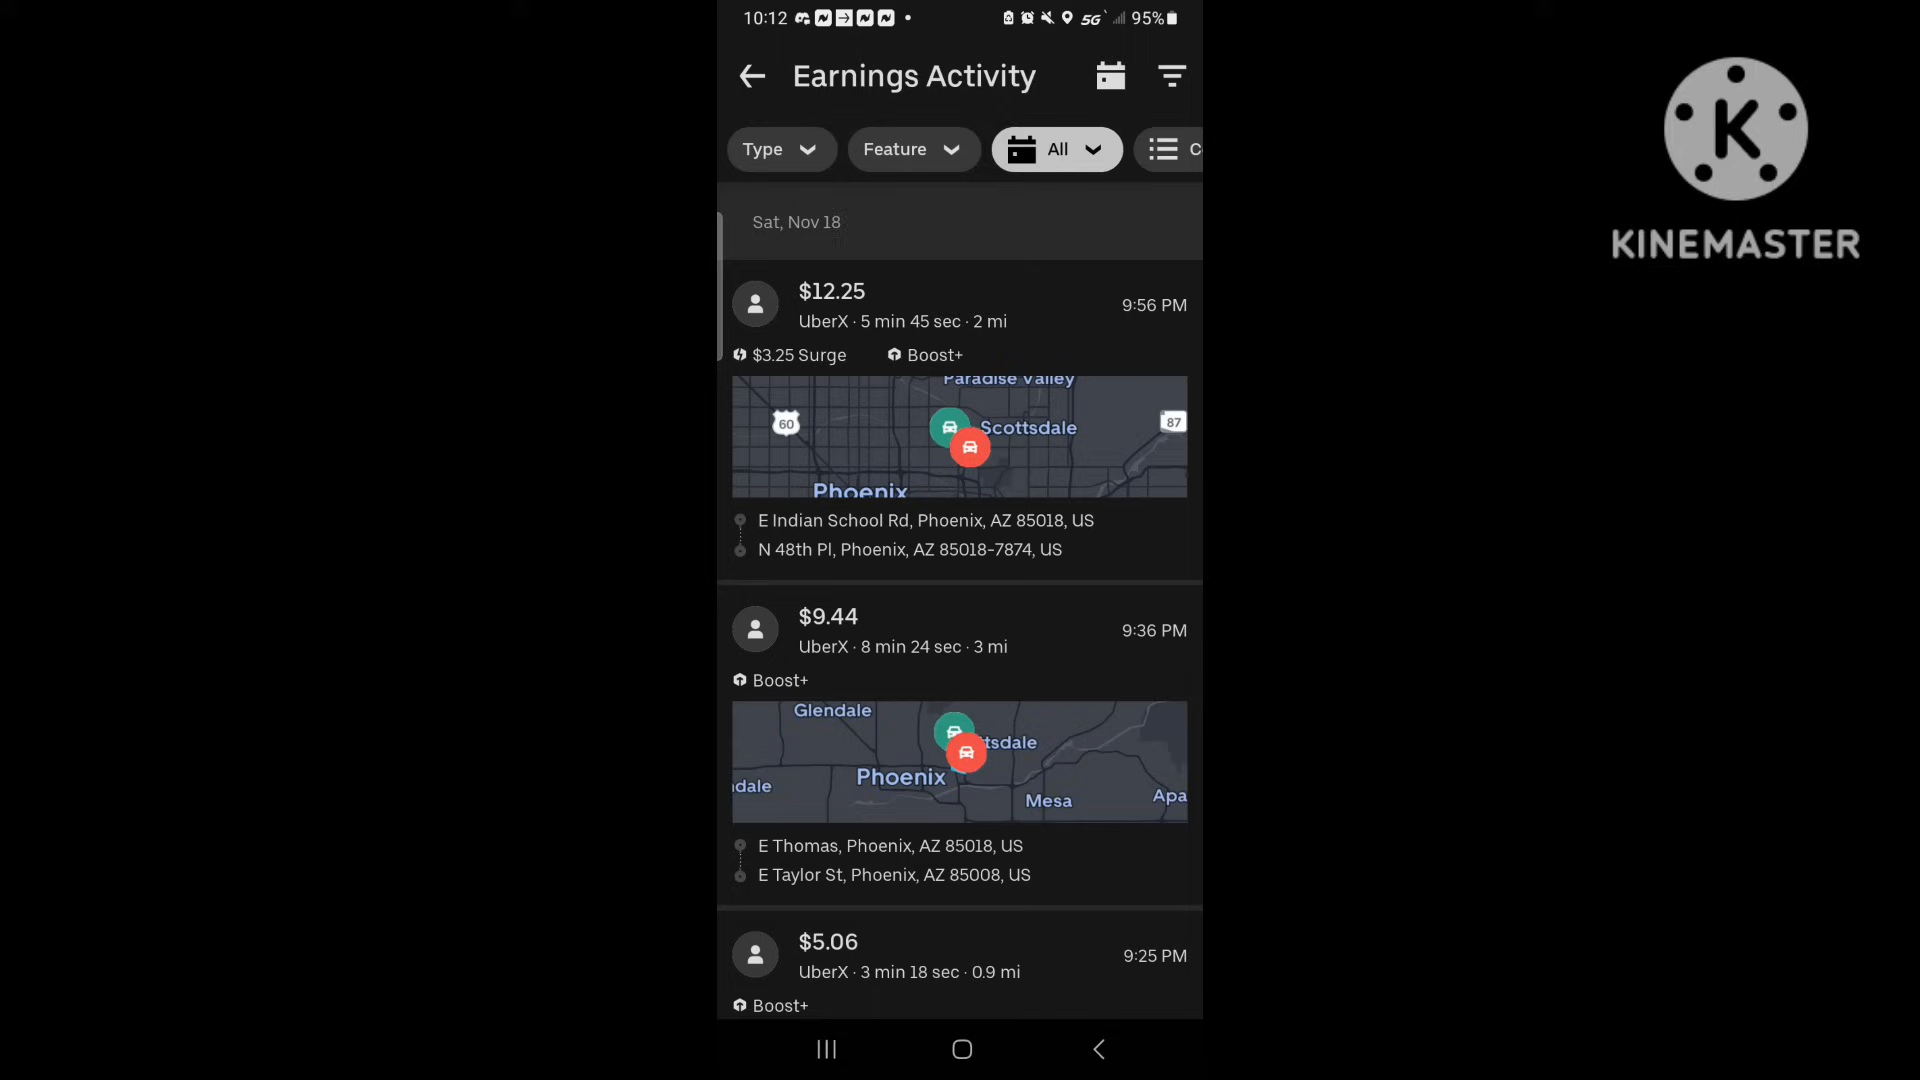 10:12
5G
95%
Earnings Activity
Type
Feature
All
C
Sat, Nov 18
$12.25
9:56 PM
UberX · 5 min 45 sec · 2 mi
$3.25 Surge
Boost+
Paradise Valley
60
87
Scottsdale
Phoenix
E Indian School Rd, Phoenix, AZ 85018, US
N 48th Pl, Phoenix, AZ 85018-7874, US
$9.44
9:36 PM
UberX · 8 min 24 sec · 3 mi
Boost+
Glendale
ttsdale
Phoenix
ndale
Mesa
Apa
E Thomas, Phoenix, AZ 85018, US
E Taylor St, Phoenix, AZ 85008, US
$5.06
9:25 PM
UberX · 3 min 18 sec · 0.9 mi
Boost+
K
KINEMASTER